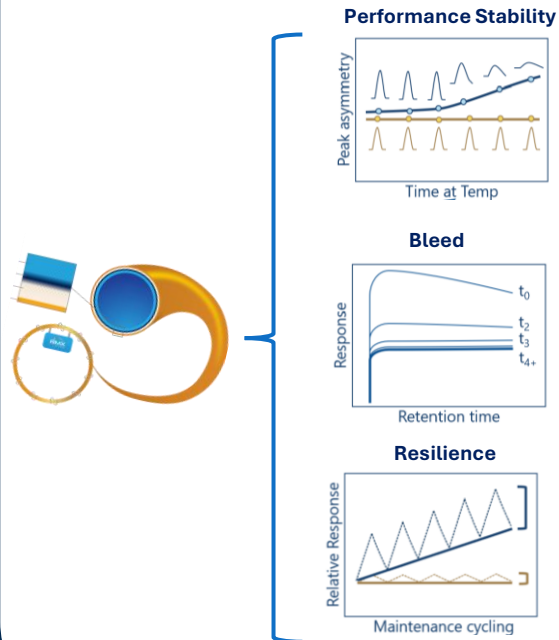 Performance Stability
Peak asymmetry
Time at Temp
Bleed
Response
t0
t2
t3
t4+
Retention time
Resilience
Relative Response
Maintenance cycling